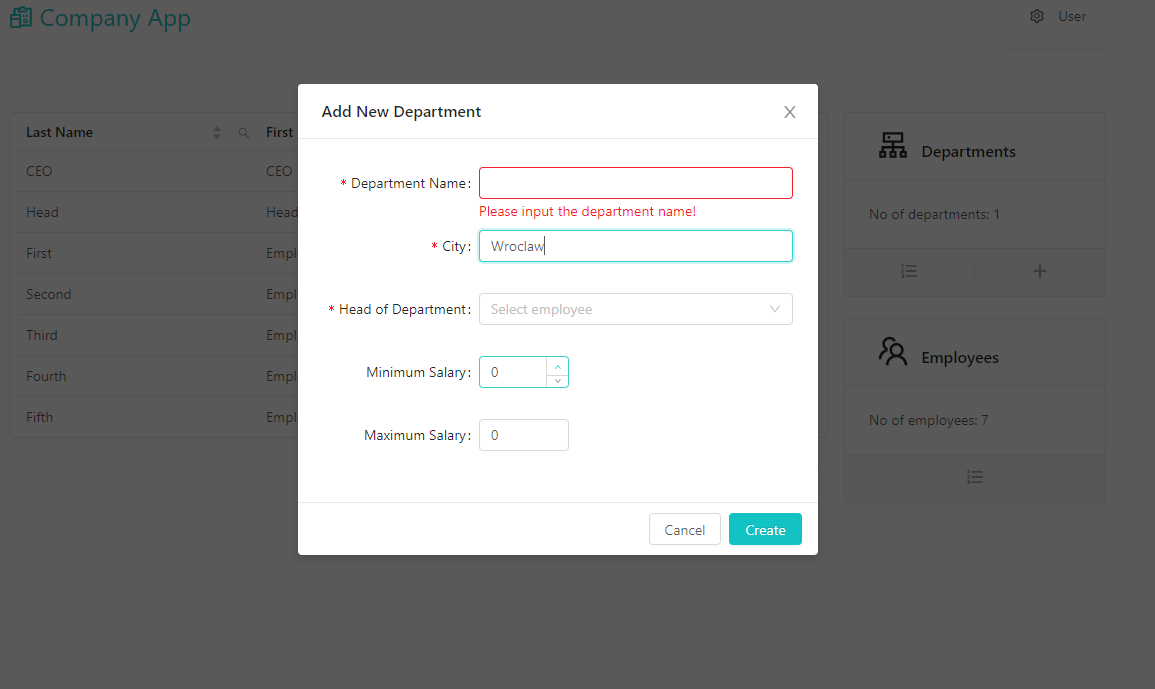 Company App
User
Add New Department
Last Name First
CEO CEO
Head Head
First Empl
Second Empl
Third Empl
Fourth Empl
Fifth Empl
* Department Name:
Please input the department name!
* City: Wroclaw
* Head of Department: Select employee
Minimum Salary: 0
Maximum Salary: 0
Cancel Create
Departments
No of departments: 1
Employees
No of employees: 7